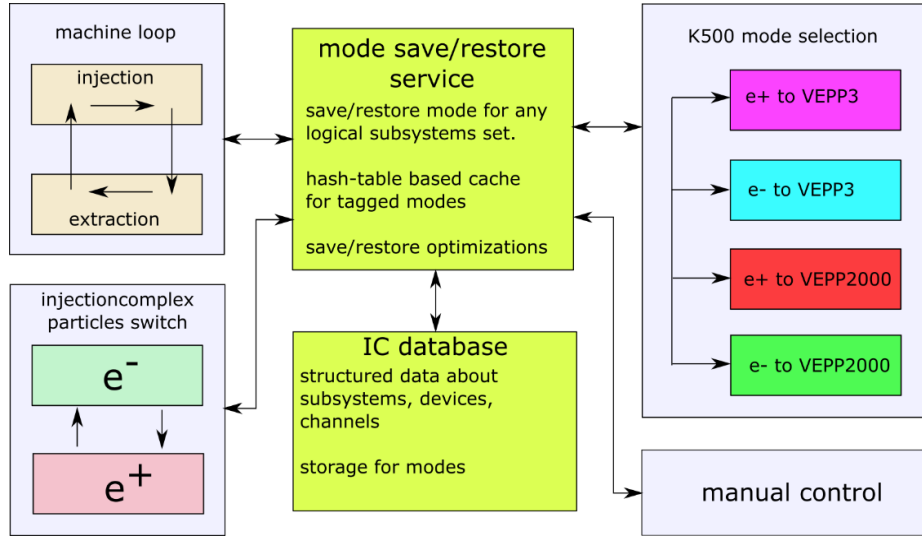 machine loop
injection
extraction
injectioncomplex
particles switch
e-
e+
mode save/restore
service
save/restore mode for any
logical subsystems set.
hash-table based cache
for tagged modes
save/restore optimizations
IC database
structured data about
subsystems, devices,
channels
storage for modes
K500 mode selection
e+ to VEPP3
e- to VEPP3
e+ to VEPP2000
e- to VEPP2000
manual control